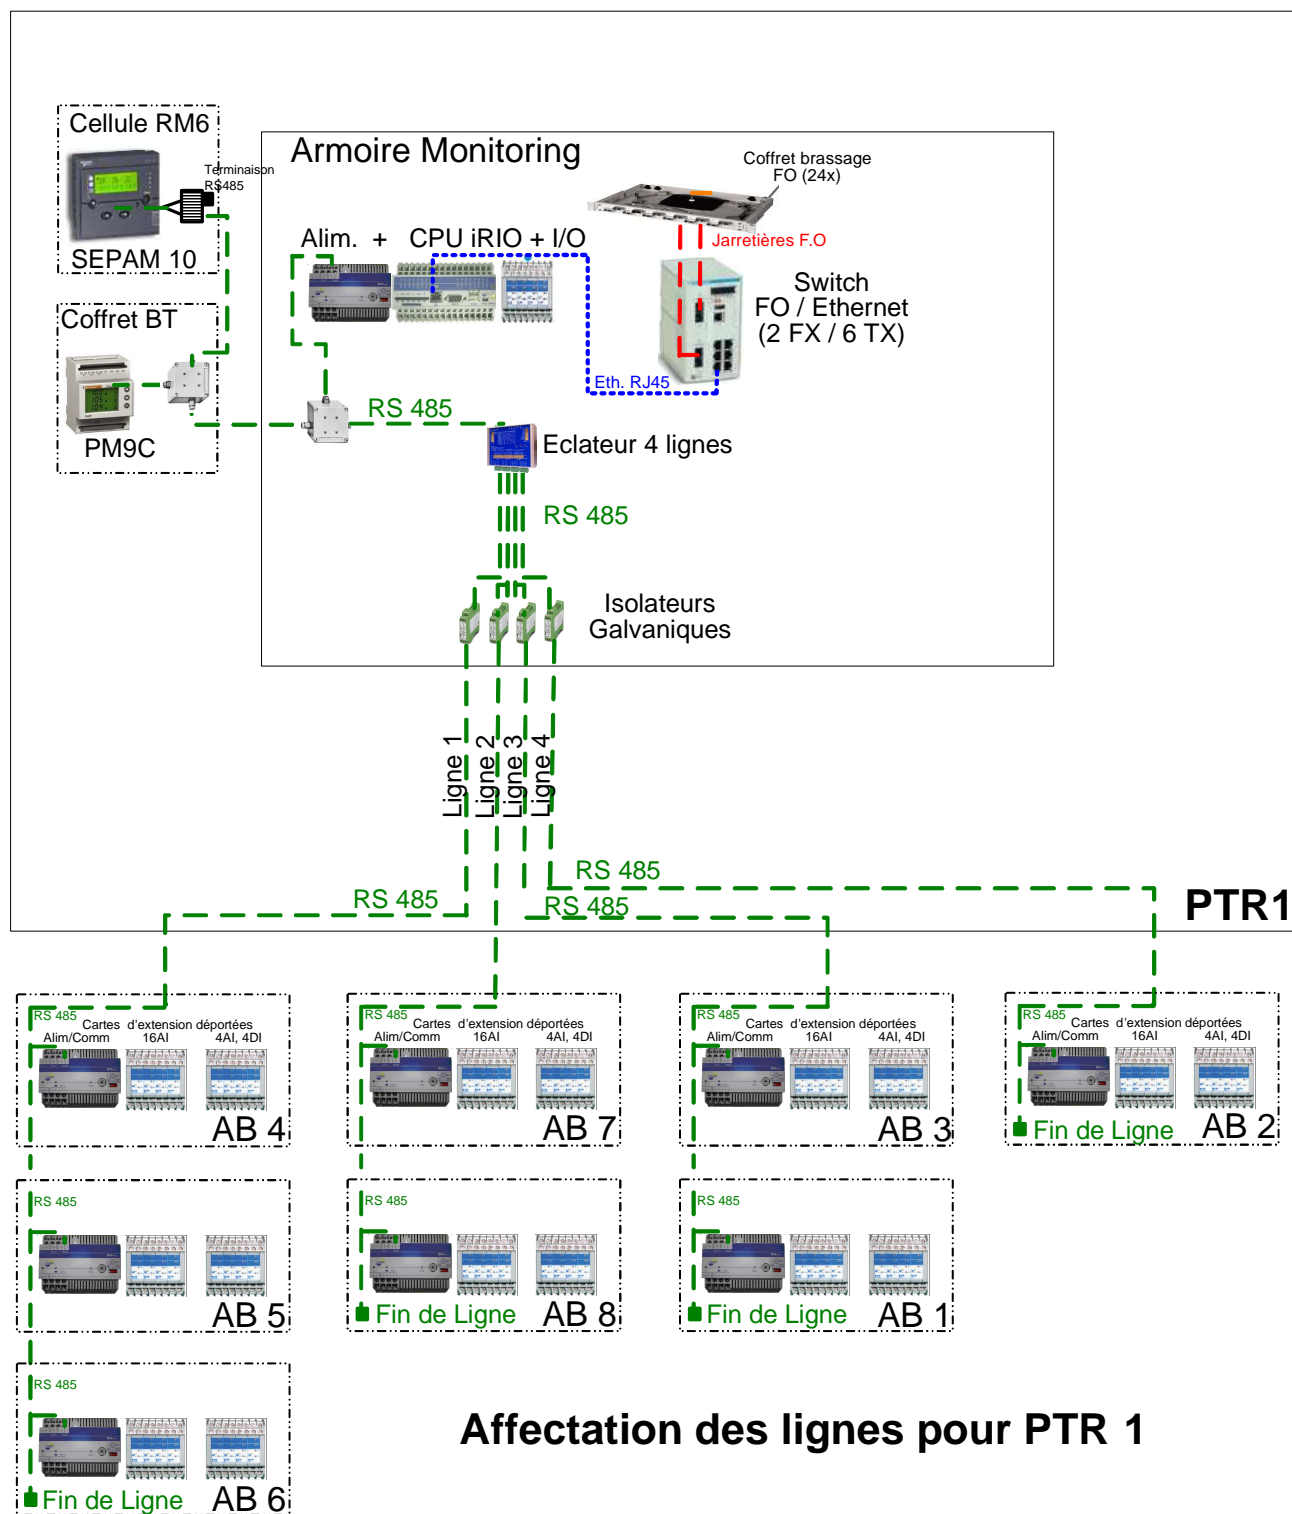 Cellule RM6
Terminaison
RS485
SEPAM 10
Coffret BT
PM9C
Armoire Monitoring
Coffret brassage
FO (24x)
Jarretières F.O
Alim. + CPU iRIO + I/O
Switch
FO / Ethernet
(2 FX / 6 TX)
Eth. RJ45
RS 485
Eclateur 4 lignes
RS 485
Isolateurs
Galvaniques
Ligne 1
Ligne 2
Ligne 3
Ligne 4
RS 485
RS 485
RS 485
PTR1
RS 485
Cartes d'extension déportées
Alim/Comm 16AI 4AI, 4DI
AB 4
RS 485
Cartes d'extension déportées
Alim/Comm 16AI 4AI, 4DI
AB 7
RS 485
Cartes d'extension déportées
Alim/Comm 16AI 4AI, 4DI
AB 3
RS 485
Cartes d'extension déportées
Alim/Comm 16AI 4AI, 4DI
Fin de Ligne AB 2
RS 485
AB 5
RS 485
Fin de Ligne AB 8
RS 485
Fin de Ligne AB 1
RS 485
Fin de Ligne AB 6
Affectation des lignes pour PTR 1